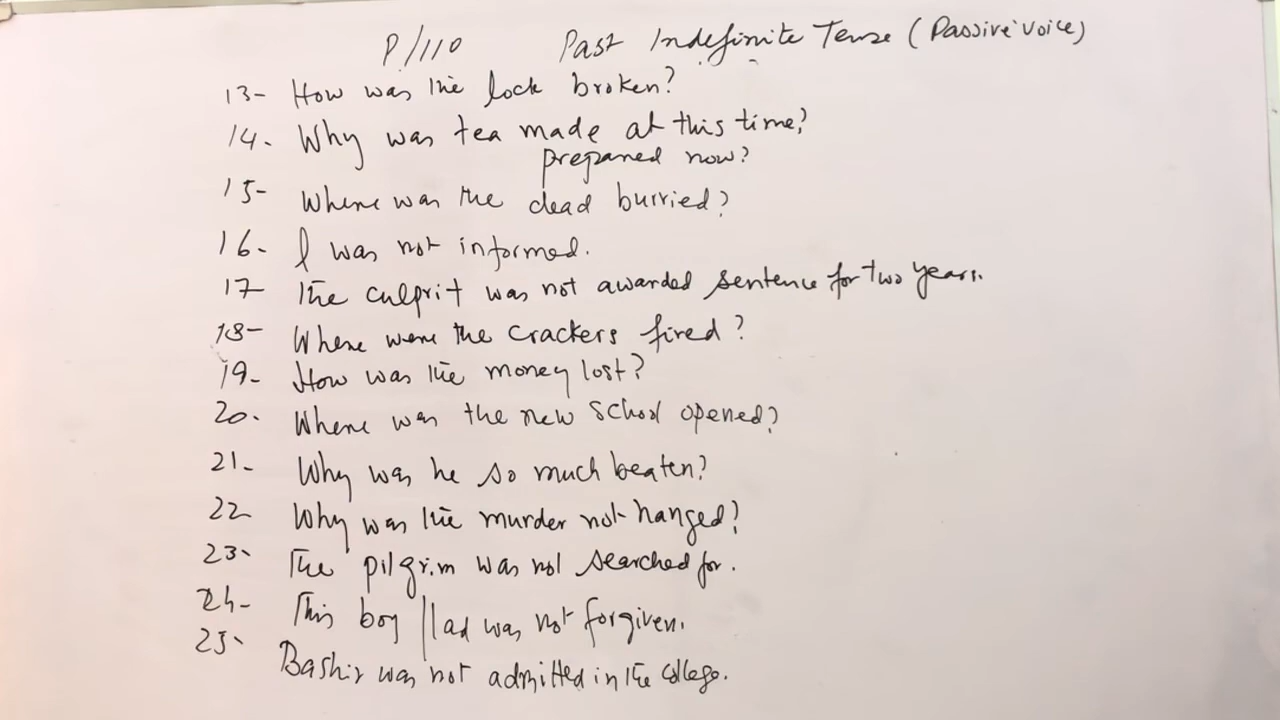 P/110 Past Indefinite Tense (Passive voice)
13- How was the lock broken?
14- Why was tea made at this time?
prepared now?
15- Where was the dead burried?
16- I was not informed.
17 The culprit was not awarded sentence for two years.
18- Where were the crackers fired?
19- How was the money lost?
20- Where was the new school opened?
21- Why was he so much beaten?
22 Why was the murder not hanged?
23- The pilgrim was not searched for.
24- This boy || lad was not forgiven.
25- Bashir was not admitted in the college.